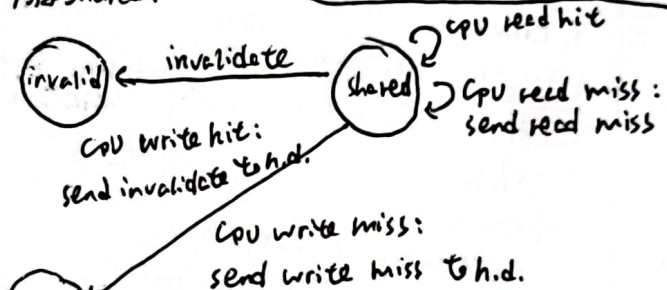 cpu read hit
invalid
invalidate
shared
Cpu read miss:
send read miss
CPU write hit:
send invalidate to h.d.
Cpu write miss:
send write miss to h.d.